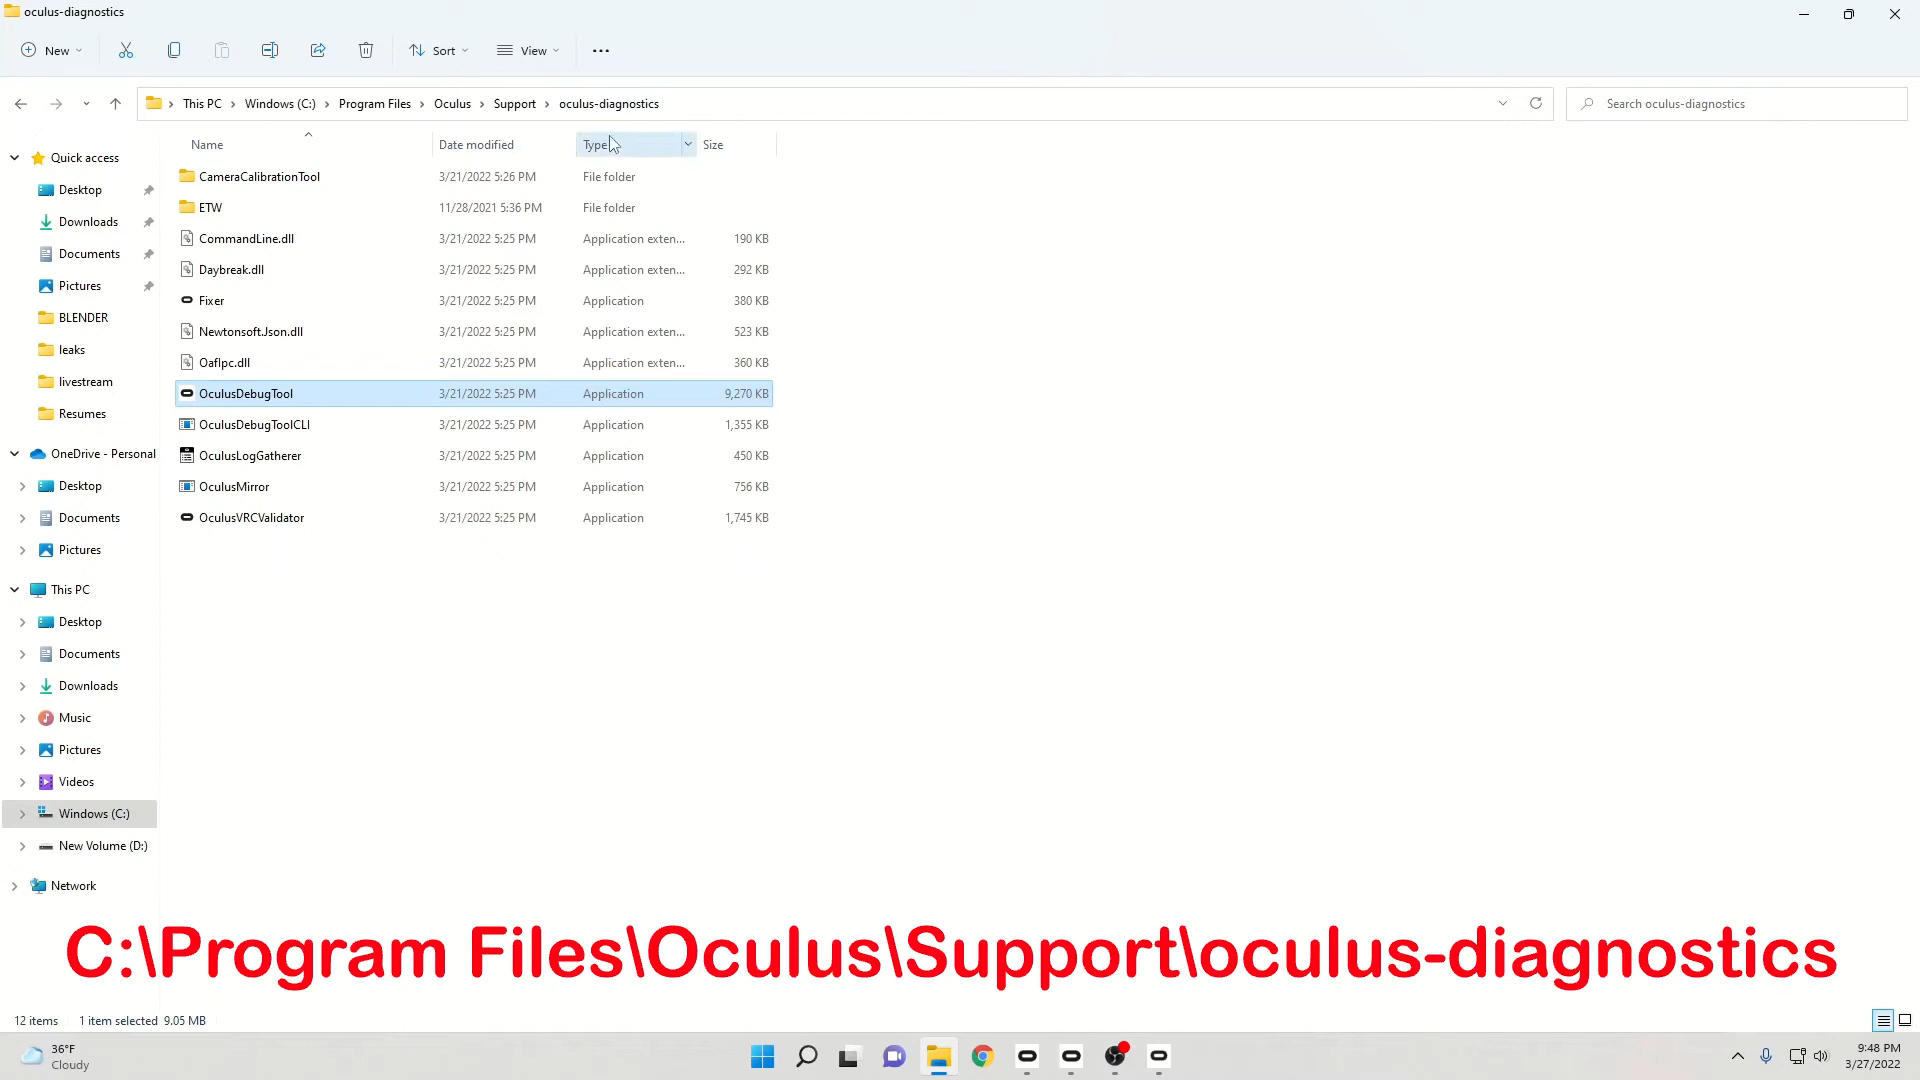 oculus-diagnostics
New
Sort
View
This PC > Windows (C:) > Program Files > Oculus > Support > oculus-diagnostics
Search oculus-diagnostics
Name Date modified Type Size
CameraCalibrationTool 3/21/2022 5:26 PM File folder
ETW 11/28/2021 5:36 PM File folder
CommandLine.dll 3/21/2022 5:25 PM Application exten... 190 KB
Daybreak.dll 3/21/2022 5:25 PM Application exten... 292 KB
Fixer 3/21/2022 5:25 PM Application 380 KB
Newtonsoft.Json.dll 3/21/2022 5:25 PM Application exten... 523 KB
OafIpc.dll 3/21/2022 5:25 PM Application exten... 360 KB
OculusDebugTool 3/21/2022 5:25 PM Application 9,270 KB
OculusDebugToolCLI 3/21/2022 5:25 PM Application 1,355 KB
OculusLogGatherer 3/21/2022 5:25 PM Application 450 KB
OculusMirror 3/21/2022 5:25 PM Application 756 KB
OculusVRCValidator 3/21/2022 5:25 PM Application 1,745 KB
Quick access
Desktop
Downloads
Documents
Pictures
BLENDER
leaks
livestream
Resumes
OneDrive - Personal
Desktop
Documents
Pictures
This PC
Desktop
Documents
Downloads
Music
Pictures
Videos
Windows (C:)
New Volume (D:)
Network
C:\Program Files\Oculus\Support\oculus-diagnostics
12 items 1 item selected 9.05 MB
36°F
Cloudy
9:48 PM
3/27/2022